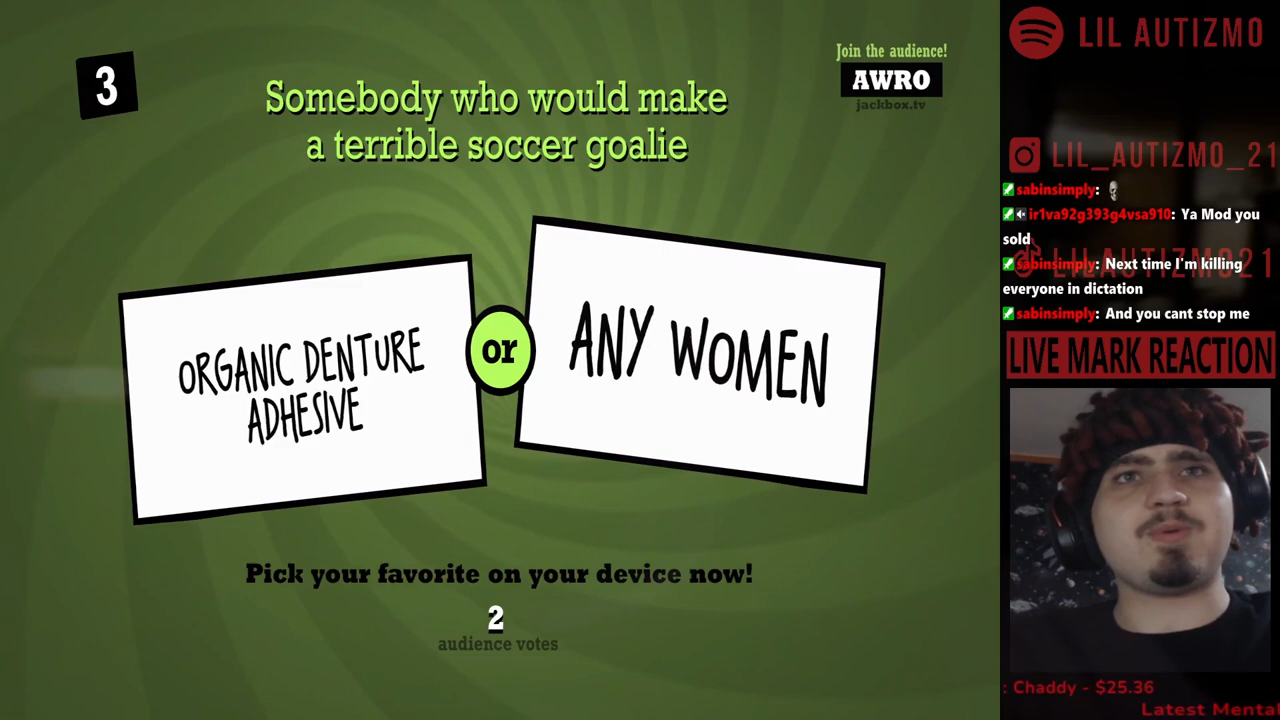 3
Somebody who would make
a terrible soccer goalie
Join the audience!
AWRO
jackbox.tv
ORGANIC DENTURE
ADHESIVE
or
ANY WOMEN
Pick your favorite on your device now!
2
audience votes
LIL AUTIZMO
LIL_AUTIZMO_21
sabinsimply:
ir1va92g393g4vsa910: Ya Mod you
sold
sabinsimply: Next time I'm killing
everyone in dictation
sabinsimply: And you cant stop me
LIVE MARK REACTION
: Chaddy - $25.36
Latest Mental